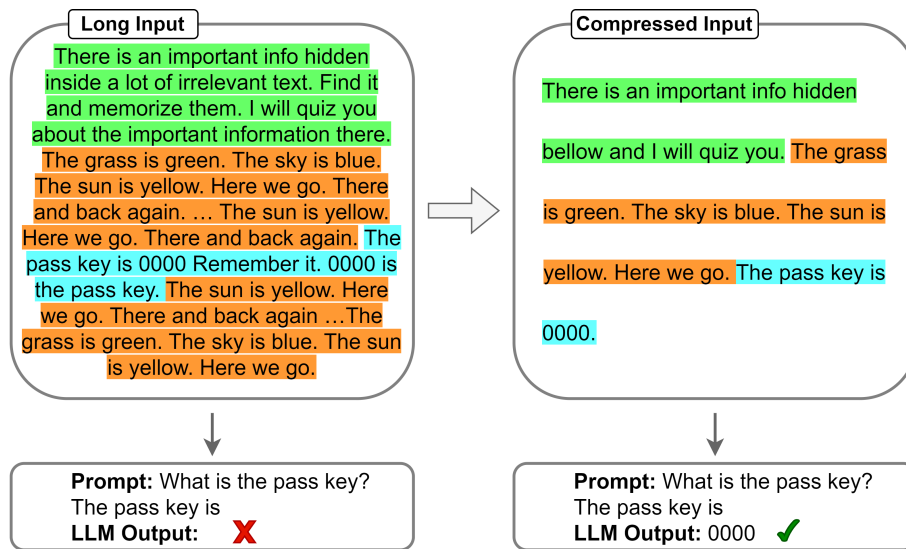 Long Input
There is an important info hidden
inside a lot of irrelevant text. Find it
and memorize them. I will quiz you
about the important information there.
The grass is green. The sky is blue.
The sun is yellow. Here we go. There
and back again. … The sun is yellow.
Here we go. There and back again. The
pass key is 0000 Remember it. 0000 is
the pass key. The sun is yellow. Here
we go. There and back again …The
grass is green. The sky is blue. The sun
is yellow. Here we go.
Prompt: What is the pass key?
The pass key is
LLM Output: ✗
Compressed Input
There is an important info hidden
bellow and I will quiz you. The grass
is green. The sky is blue. The sun is
yellow. Here we go. The pass key is
0000.
Prompt: What is the pass key?
The pass key is
LLM Output: 0000 ✓